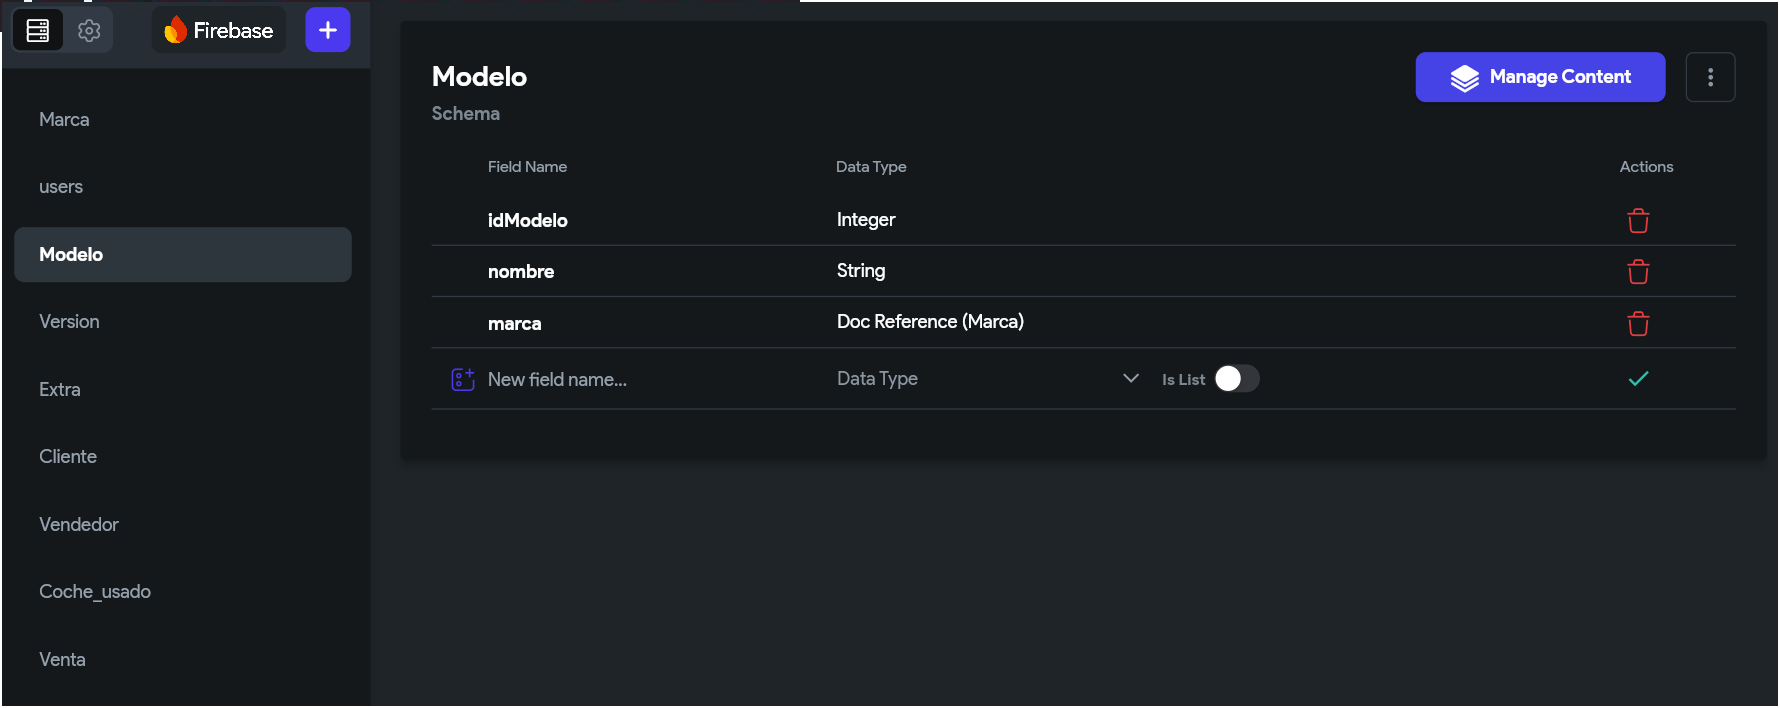 Firebase
Marca
users
Modelo
Version
Extra
Cliente
Vendedor
Coche_usado
Venta
Modelo
Schema
Manage Content
Field Name Data Type Actions
idModelo Integer
nombre String
marca Doc Reference (Marca)
New field name... Data Type Is List